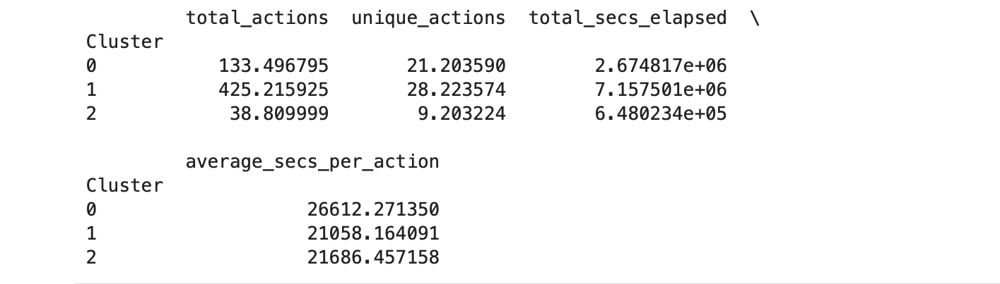 total_actions unique_actions total_secs_elapsed \
Cluster
0 133.496795 21.203590 2.674817e+06
1 425.215925 28.223574 7.157501e+06
2 38.809999 9.203224 6.480234e+05
average_secs_per_action
Cluster
0 26612.271350
1 21058.164091
2 21686.457158